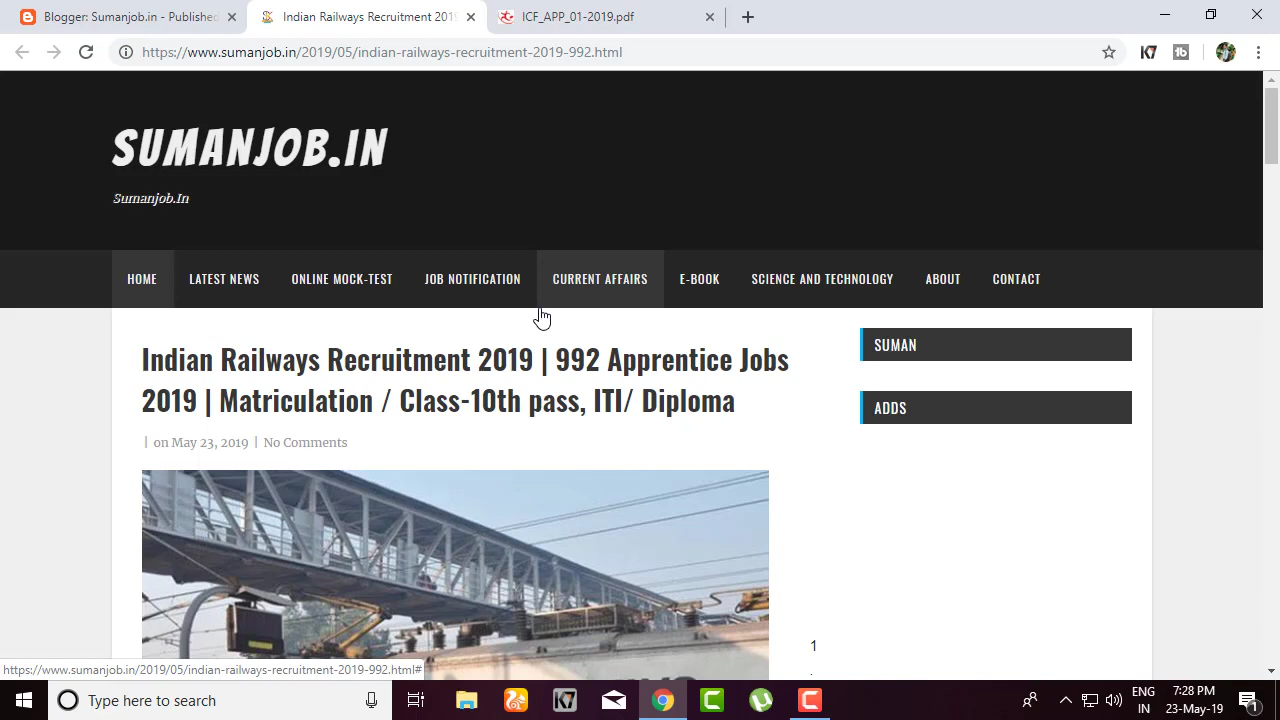 Blogger: Sumanjob.in - Published
Indian Railways Recruitment 2019
ICF_APP_01-2019.pdf
https://www.sumanjob.in/2019/05/indian-railways-recruitment-2019-992.html
SUMANJOB.IN
Sumanjob.In
HOME
LATEST NEWS
ONLINE MOCK-TEST
JOB NOTIFICATION
CURRENT AFFAIRS
E-BOOK
SCIENCE AND TECHNOLOGY
ABOUT
CONTACT
Indian Railways Recruitment 2019 | 992 Apprentice Jobs
2019 | Matriculation / Class-10th pass, ITI/ Diploma
| on May 23, 2019 | No Comments
SUMAN
ADDS
1
https://www.sumanjob.in/2019/05/indian-railways-recruitment-2019-992.html#
Type here to search
ENG
IN
7:28 PM
23-May-19